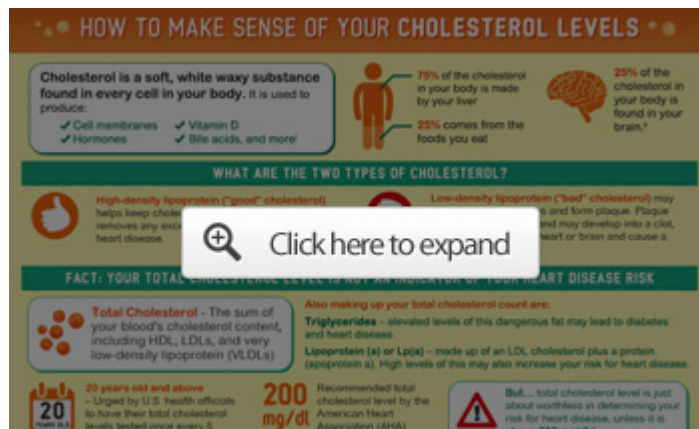 HOW TO MAKE SENSE OF YOUR CHOLESTEROL LEVELS
Cholesterol is a soft, white waxy substance
found in every cell in your body. It is used to
produce:
✓ Cell membranes ✓ Vitamin D
✓ Hormones ✓ Bile acids, and more
75% of the cholesterol
in your body is made
by your liver
25% comes from the
foods you eat
25% of the
cholesterol in
your body is
found in your
brain.
WHAT ARE THE TWO TYPES OF CHOLESTEROL?
High-density lipoprotein ("good" cholesterol)
helps keep
removes any
heart disease
Low-density lipoprotein ("bad" cholesterol) may
and form plaque. Plaque
may develop into a clot,
heart or brain and cause a
Click here to expand
FACT: YOUR TOTAL CHOLESTEROL LEVEL IS NOT AN INDICATOR OF YOUR HEART DISEASE RISK
Total Cholesterol - The sum of
your blood's cholesterol content,
including HDL, LDLs, and very
low-density lipoprotein (VLDLs)
Also making up your total cholesterol count are:
Triglycerides – elevated levels of this dangerous fat may lead to diabetes
and heart disease.
Lipoprotein (a) or Lp(a) – made up of an LDL cholesterol plus a protein
(apoprotein a). High levels of this may also increase your risk for heart disease.
20
YEARS OLD
20 years old and above
– Urged by U.S. health officials
to have their total cholesterol
levels tested once every 5
200
mg/dl
Recommended total
cholesterol level by the
American Heart
Association (AHA)
But... total cholesterol level is just
about worthless in determining your
risk for heart disease, unless it is